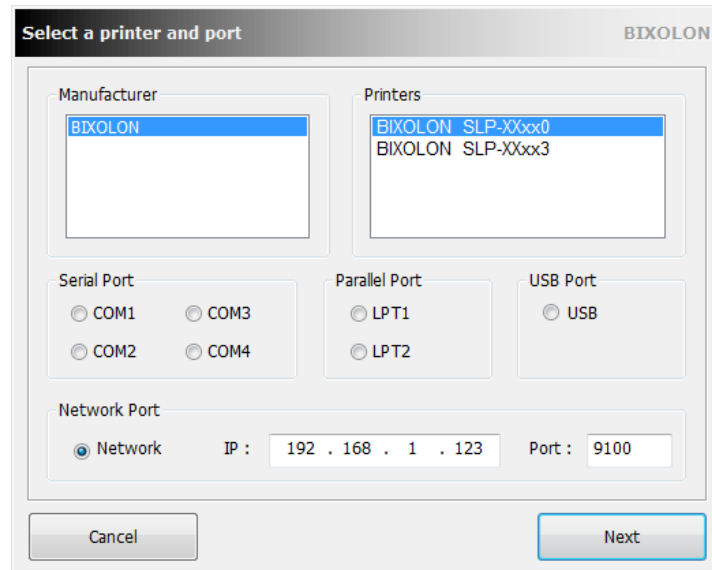 Select a printer and port BIXOLON
Manufacturer Printers
BIXOLON BIXOLON SLP-XXxx0
BIXOLON SLP-XXxx3
Serial Port Parallel Port USB Port
COM1 COM3 LPT1 USB
COM2 COM4 LPT2
Network Port
Network IP : 192 . 168 . 1 . 123 Port : 9100
Cancel Next